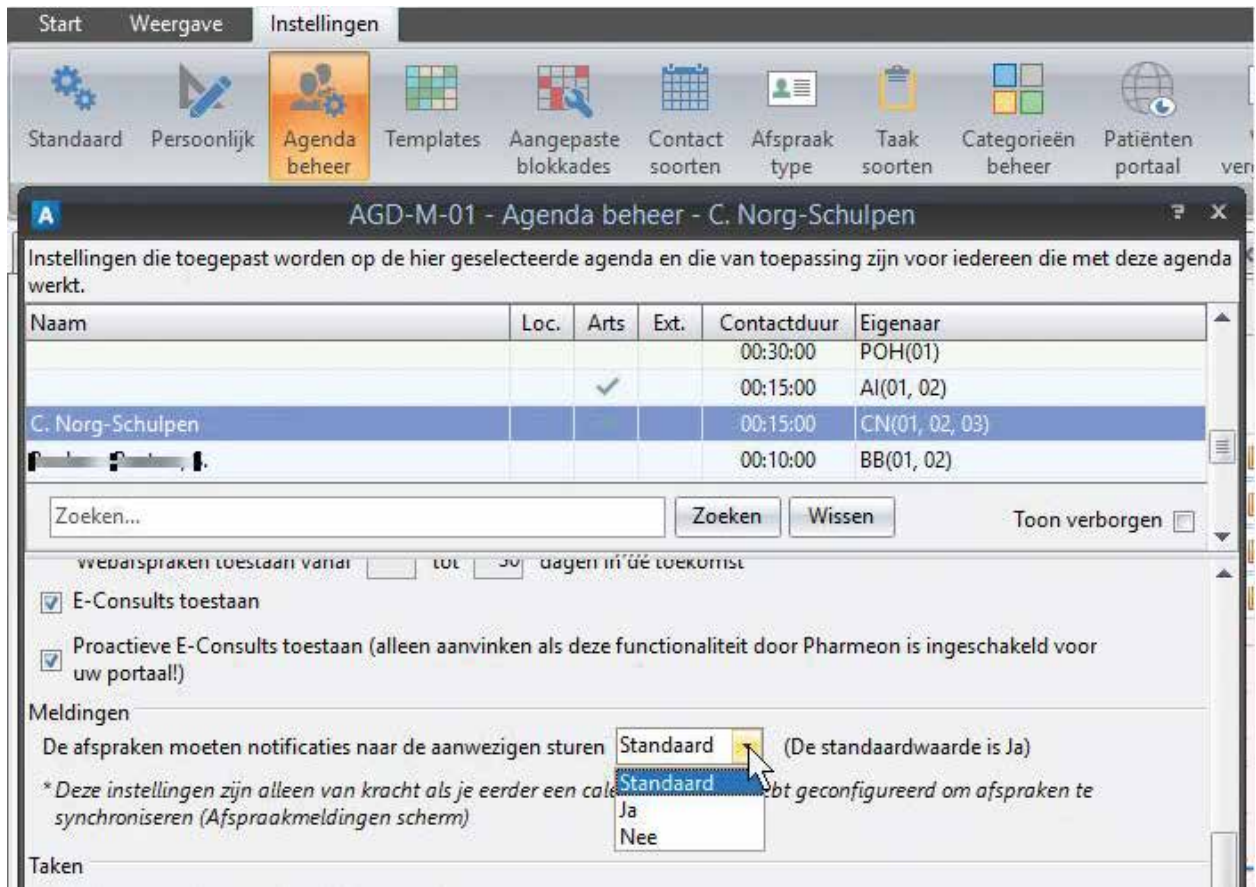 Start Weergave Instellingen
Standaard Persoonlijk Agenda beheer Templates Aangepaste blokkades Contact soorten Afspraak type Taak soorten Categorieën beheer Patiënten portaal
A AGD-M-01 - Agenda beheer - C. Norg-Schulpen ? X
Instellingen die toegepast worden op de hier geselecteerde agenda en die van toepassing zijn voor iedereen die met deze agenda
werkt.
Naam Loc. Arts Ext. Contactduur Eigenaar
00:30:00 POH(01)
00:15:00 AI(01, 02)
C. Norg-Schulpen 00:15:00 CN(01, 02, 03)
00:10:00 BB(01, 02)
Zoeken... Zoeken Wissen Toon verborgen
Webafspraken toestaan vanaf tot dagen in de toekomst
E-Consults toestaan
Proactieve E-Consults toestaan (alleen aanvinken als deze functionaliteit door Pharmeon is ingeschakeld voor
uw portaal!)
Meldingen
De afspraken moeten notificaties naar de aanwezigen sturen Standaard (De standaardwaarde is Ja)
Standaard
Ja
Nee
* Deze instellingen zijn alleen van kracht als je eerder een geconfigureerd om afspraken te
synchroniseren (Afspraakmeldingen scherm)
Taken